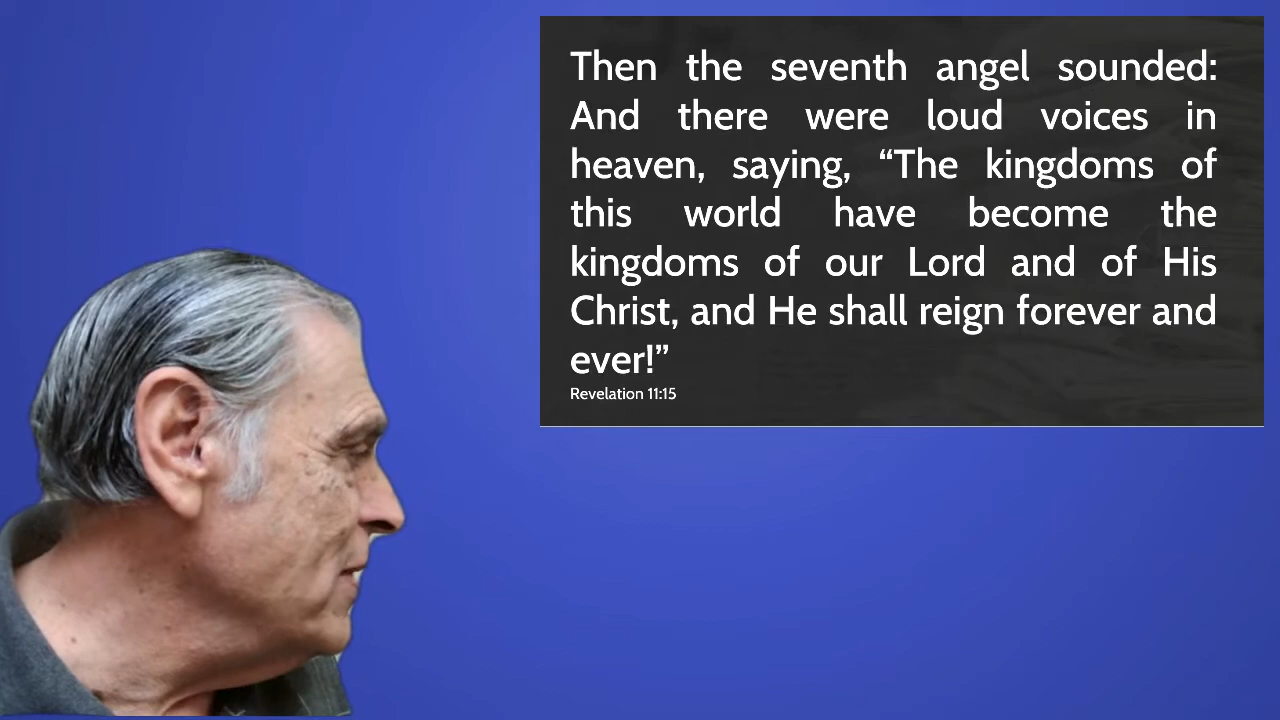 Then the seventh angel sounded:
And there were loud voices in
heaven, saying, “The kingdoms of
this world have become the
kingdoms of our Lord and of His
Christ, and He shall reign forever and
ever!”
Revelation 11:15